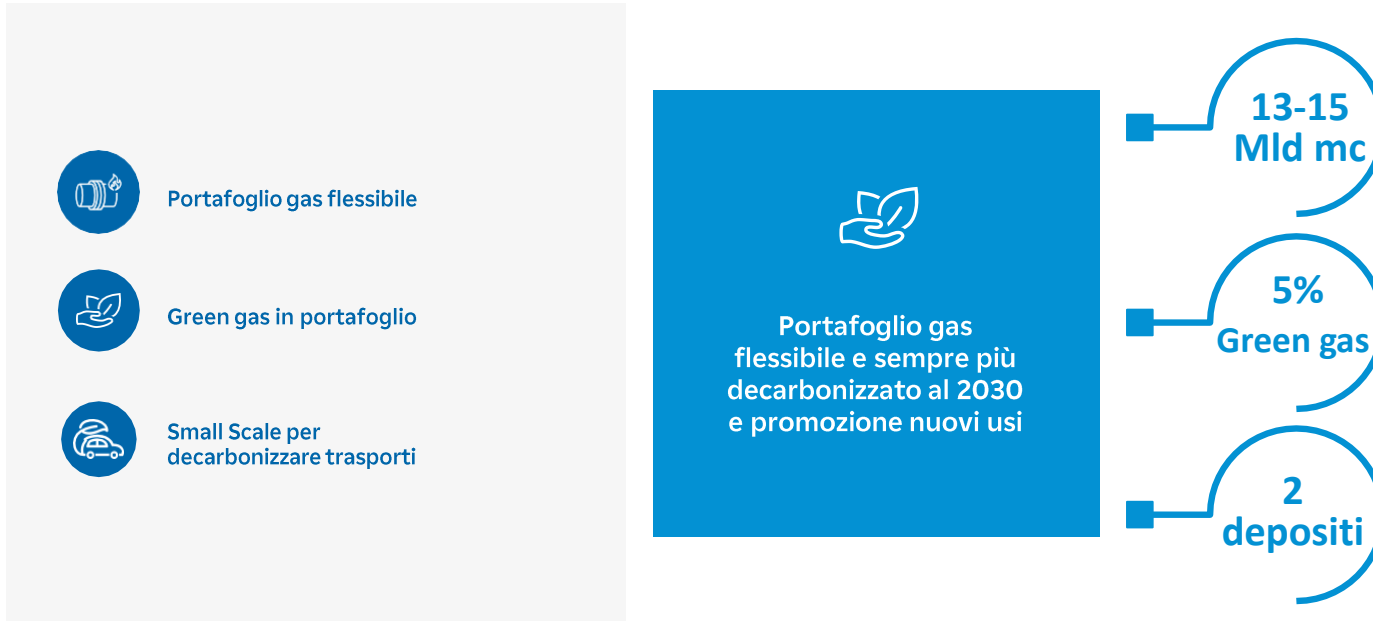 Portafoglio gas flessibile
Green gas in portafoglio
Small Scale per
decarbonizzare trasporti
Portafoglio gas
flessibile e sempre più
decarbonizzato al 2030
e promozione nuovi usi
13-15
Mld mc
5%
Green gas
2
depositi